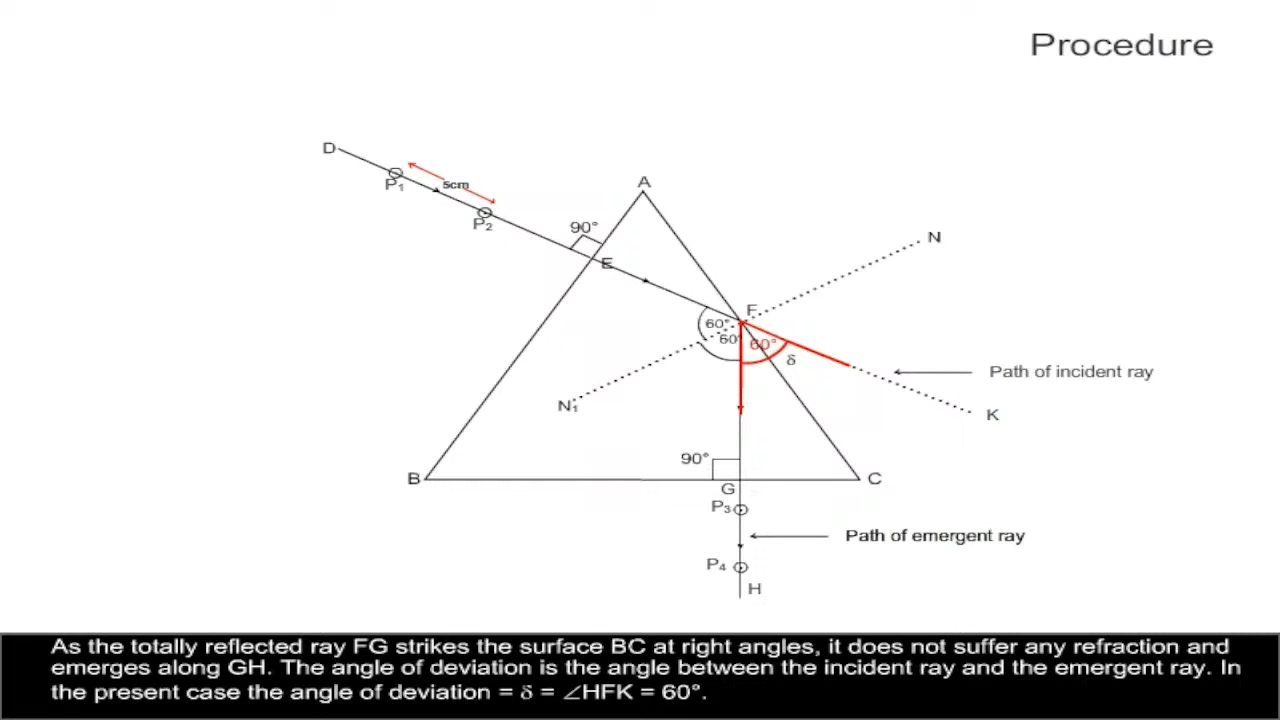 Procedure
D
P₁
5cm
P₂
A
90°
E
N
F
60°
60°
60°
δ
Path of incident ray
N₁
K
90°
B
C
G
P₃
Path of emergent ray
P₄
H
As the totally reflected ray FG strikes the surface BC at right angles, it does not suffer any refraction and
emerges along GH. The angle of deviation is the angle between the incident ray and the emergent ray. In
the present case the angle of deviation = δ = ∠HFK = 60°.